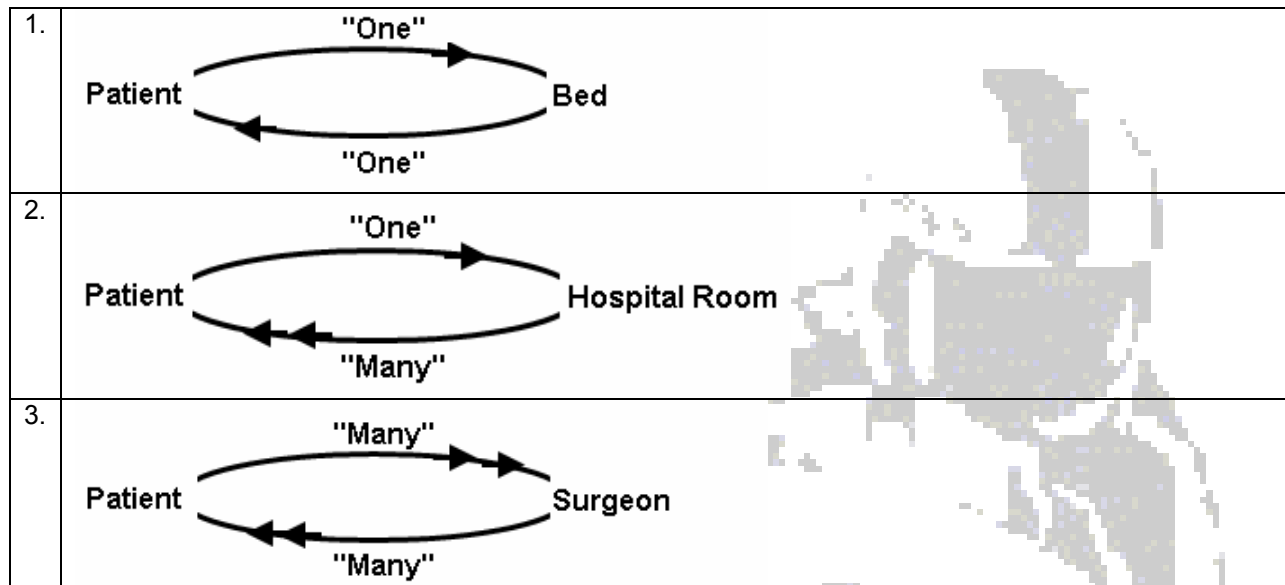 1.
"One"
Patient Bed
"One"
2.
"One"
Patient Hospital Room
"Many"
3.
"Many"
Patient Surgeon
"Many"